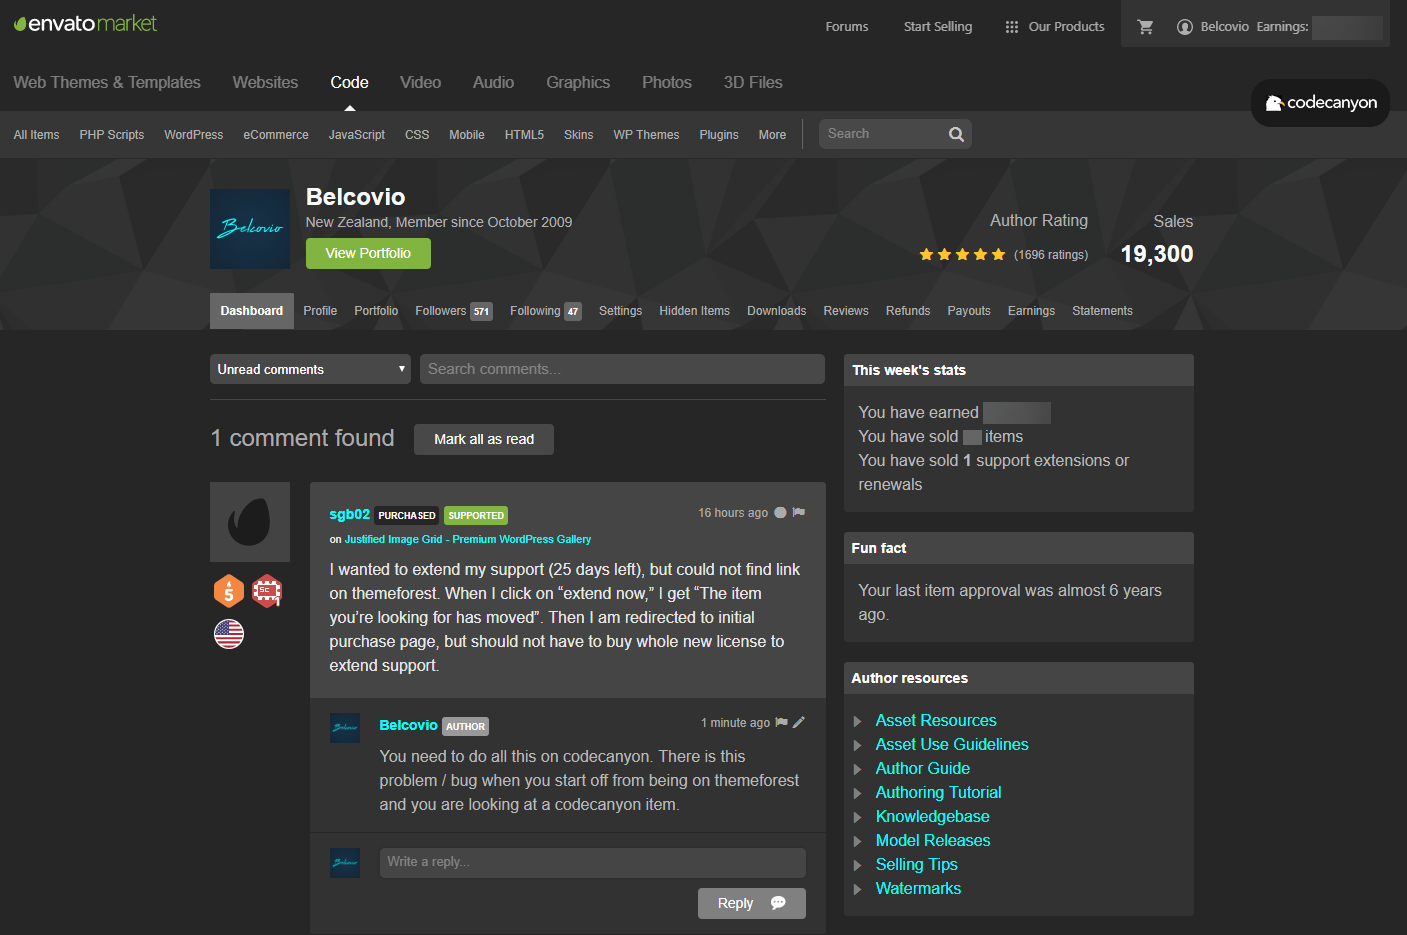 envato market
Forums Start Selling Our Products Belcovio Earnings:
Web Themes & Templates Websites Code Video Audio Graphics Photos 3D Files
codecanyon
All Items PHP Scripts WordPress eCommerce JavaScript CSS Mobile HTML5 Skins WP Themes Plugins More Search
Belcovio
Belcovio
New Zealand, Member since October 2009
View Portfolio
Author Rating
(1696 ratings)
Sales
19,300
Dashboard Profile Portfolio Followers 571 Following 47 Settings Hidden Items Downloads Reviews Refunds Payouts Earnings Statements
Unread comments Search comments...
1 comment found Mark all as read
5
SC
1
sgb02 PURCHASED SUPPORTED 16 hours ago
on Justified Image Grid - Premium WordPress Gallery
I wanted to extend my support (25 days left), but could not find link
on themeforest. When I click on “extend now,” I get “The item
you’re looking for has moved”. Then I am redirected to initial
purchase page, but should not have to buy whole new license to
extend support.
Belcovio
Belcovio AUTHOR 1 minute ago
You need to do all this on codecanyon. There is this
problem / bug when you start off from being on themeforest
and you are looking at a codecanyon item.
Belcovio
Write a reply...
Reply
This week's stats
You have earned
You have sold items
You have sold 1 support extensions or
renewals
Fun fact
Your last item approval was almost 6 years
ago.
Author resources
Asset Resources
Asset Use Guidelines
Author Guide
Authoring Tutorial
Knowledgebase
Model Releases
Selling Tips
Watermarks